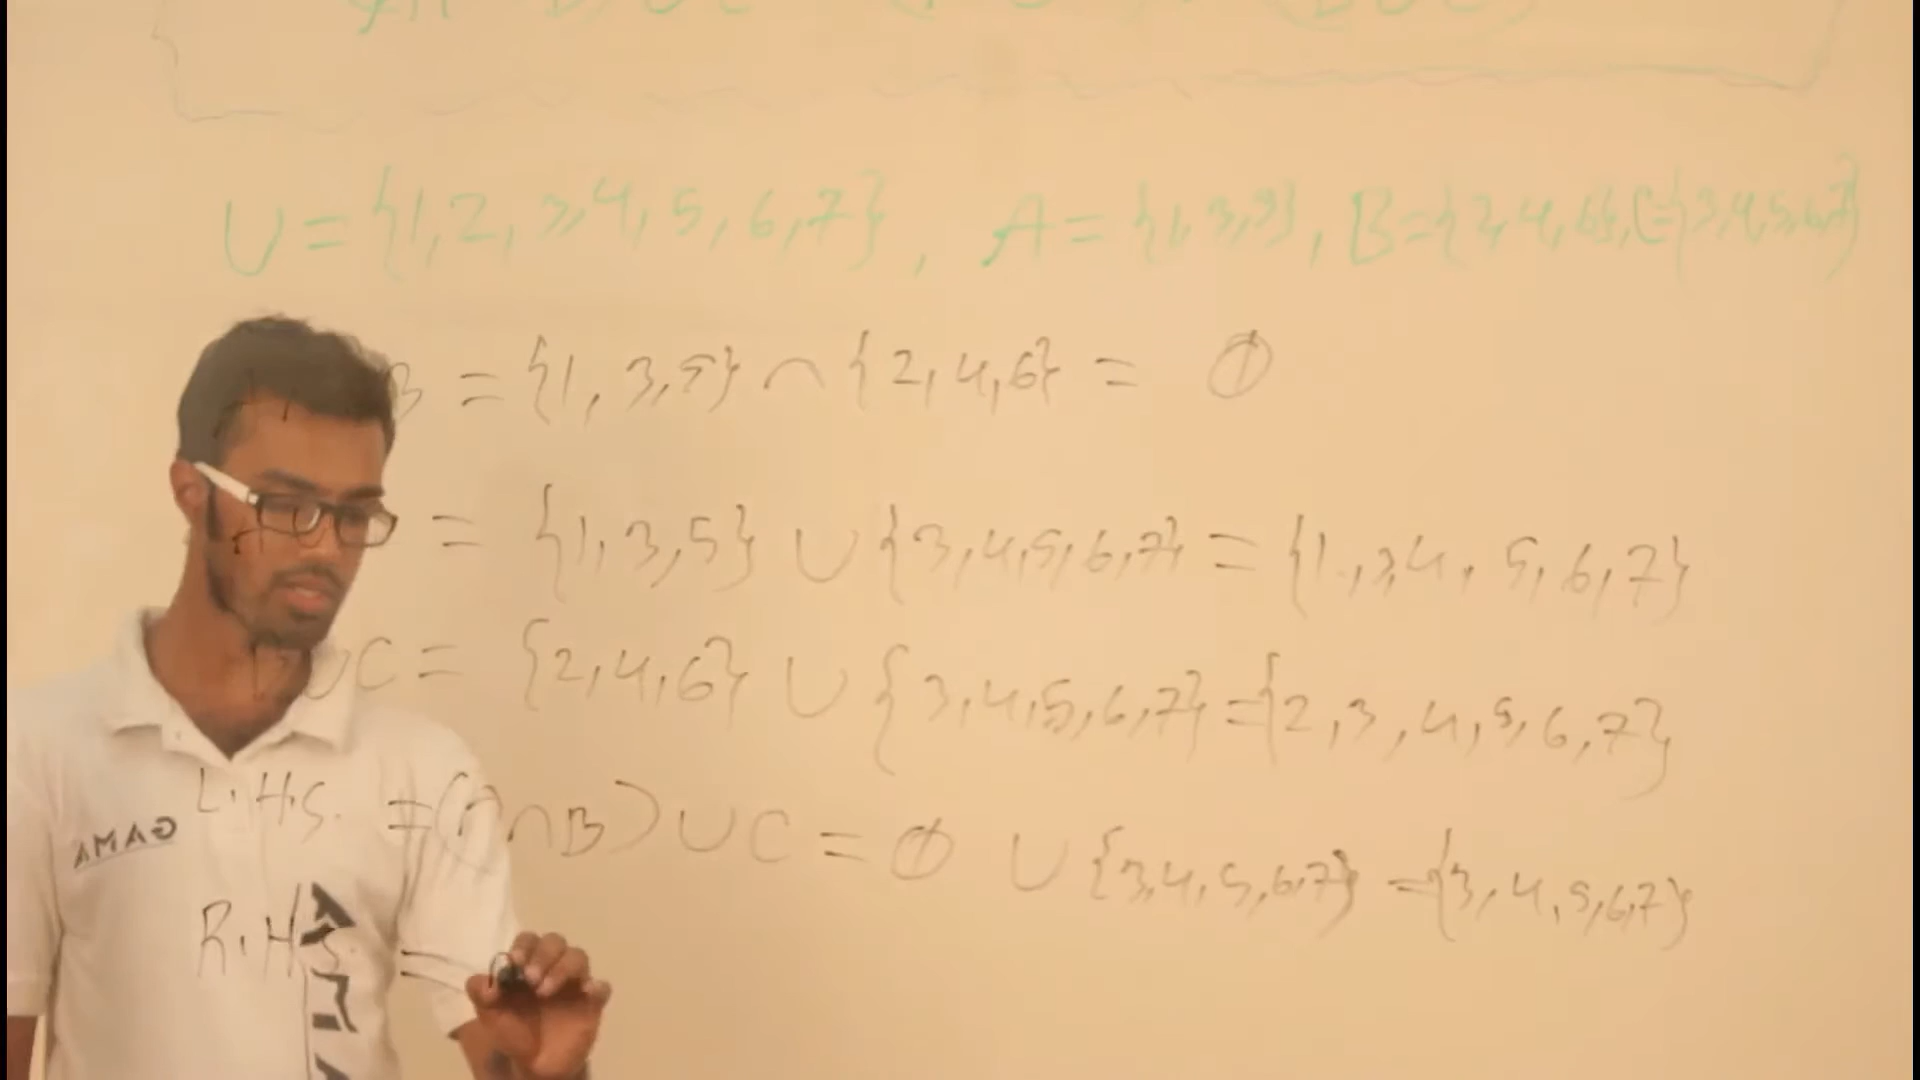 U = {1, 2, 3, 4, 5, 6, 7}, A = {1, 3, 5}, B = {2, 4, 6}, C = {3, 4, 5, 6, 7}
B = {1, 3, 5} ∩ {2, 4, 6} = Φ
= {1, 3, 5} ∪ {3, 4, 5, 6, 7} = {1, 3, 4, 5, 6, 7}
∪ C = {2, 4, 6} ∪ {3, 4, 5, 6, 7} = {2, 3, 4, 5, 6, 7}
L.H.S. = (A ∩ B) ∪ C = Φ ∪ {3, 4, 5, 6, 7} = {3, 4, 5, 6, 7}
R.H.S. =